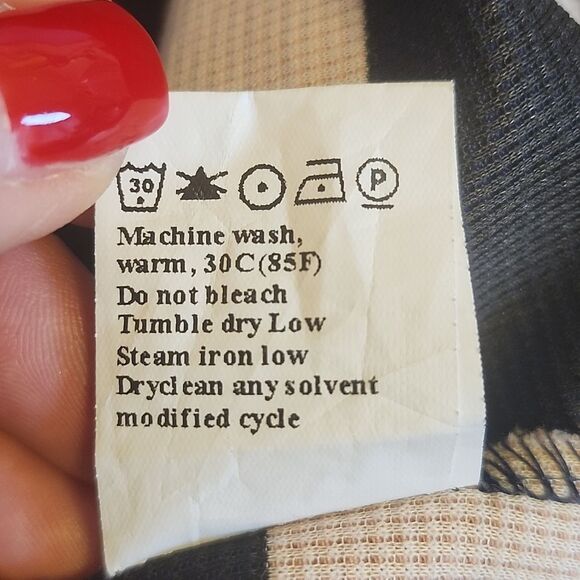 30 P
Machine wash,
warm, 30C(85F)
Do not bleach
Tumble dry Low
Steam iron low
Dryclean any solvent
modified cycle